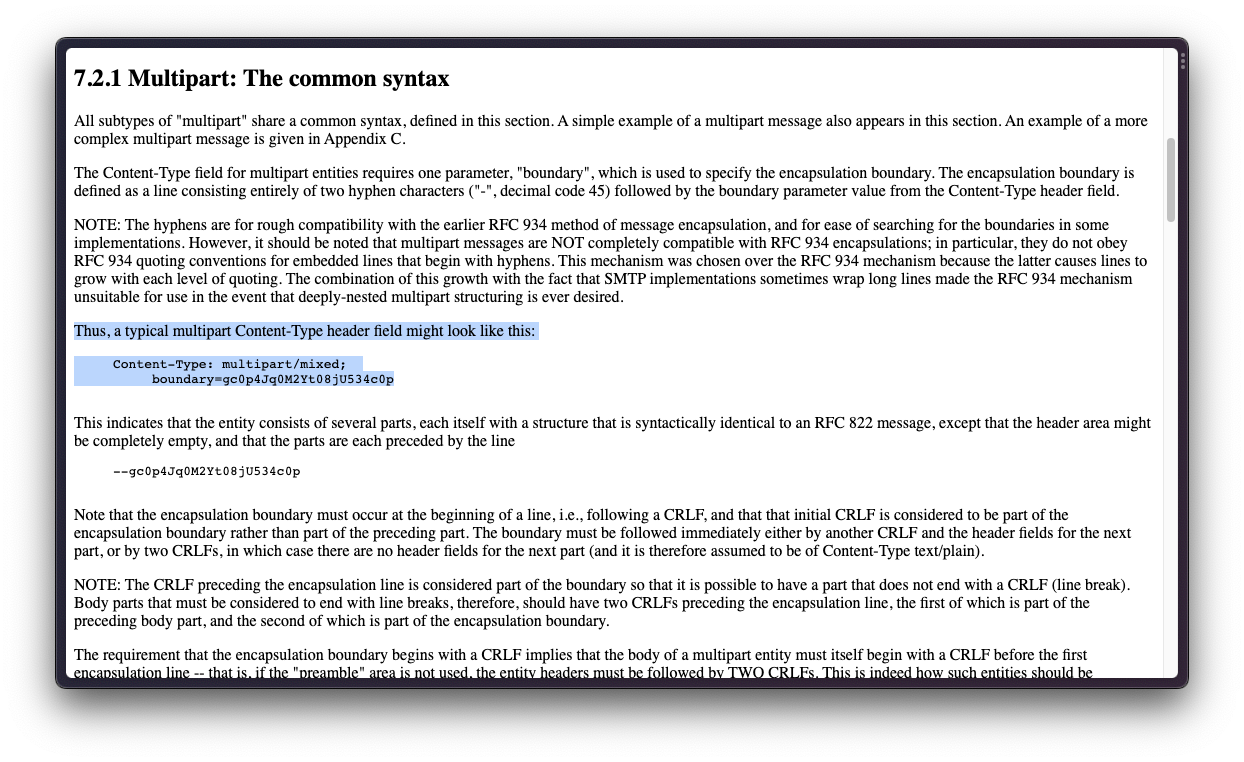 7.2.1 Multipart: The common syntax
All subtypes of "multipart" share a common syntax, defined in this section. A simple example of a multipart message also appears in this section. An example of a more
complex multipart message is given in Appendix C.
The Content-Type field for multipart entities requires one parameter, "boundary", which is used to specify the encapsulation boundary. The encapsulation boundary is
defined as a line consisting entirely of two hyphen characters ("-", decimal code 45) followed by the boundary parameter value from the Content-Type header field.
NOTE: The hyphens are for rough compatibility with the earlier RFC 934 method of message encapsulation, and for ease of searching for the boundaries in some
implementations. However, it should be noted that multipart messages are NOT completely compatible with RFC 934 encapsulations; in particular, they do not obey
RFC 934 quoting conventions for embedded lines that begin with hyphens. This mechanism was chosen over the RFC 934 mechanism because the latter causes lines to
grow with each level of quoting. The combination of this growth with the fact that SMTP implementations sometimes wrap long lines made the RFC 934 mechanism
unsuitable for use in the event that deeply-nested multipart structuring is ever desired.
Thus, a typical multipart Content-Type header field might look like this:
Content-Type: multipart/mixed;
boundary=gc0p4Jq0M2Yt08jU534c0p
This indicates that the entity consists of several parts, each itself with a structure that is syntactically identical to an RFC 822 message, except that the header area might
be completely empty, and that the parts are each preceded by the line
--gc0p4Jq0M2Yt08jU534c0p
Note that the encapsulation boundary must occur at the beginning of a line, i.e., following a CRLF, and that that initial CRLF is considered to be part of the
encapsulation boundary rather than part of the preceding part. The boundary must be followed immediately either by another CRLF and the header fields for the next
part, or by two CRLFs, in which case there are no header fields for the next part (and it is therefore assumed to be of Content-Type text/plain).
NOTE: The CRLF preceding the encapsulation line is considered part of the boundary so that it is possible to have a part that does not end with a CRLF (line break).
Body parts that must be considered to end with line breaks, therefore, should have two CRLFs preceding the encapsulation line, the first of which is part of the
preceding body part, and the second of which is part of the encapsulation boundary.
The requirement that the encapsulation boundary begins with a CRLF implies that the body of a multipart entity must itself begin with a CRLF before the first
encapsulation line -- that is, if the "preamble" area is not used, the entity headers must be followed by TWO CRLFs. This is indeed how such entities should be